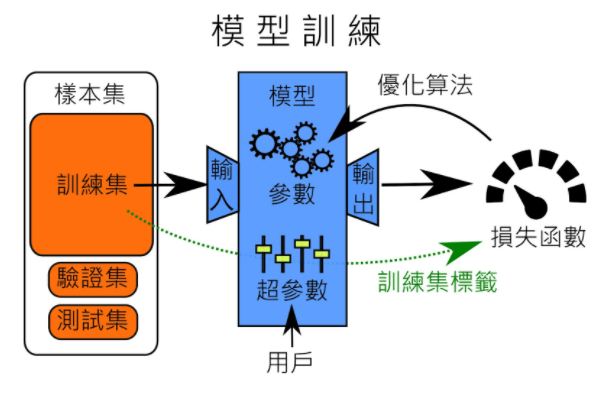 模型訓練
樣本集
訓練集
驗證集
測試集
輸入
模型
參數
超參數
輸出
用戶
優化算法
損失函數
訓練集標籤